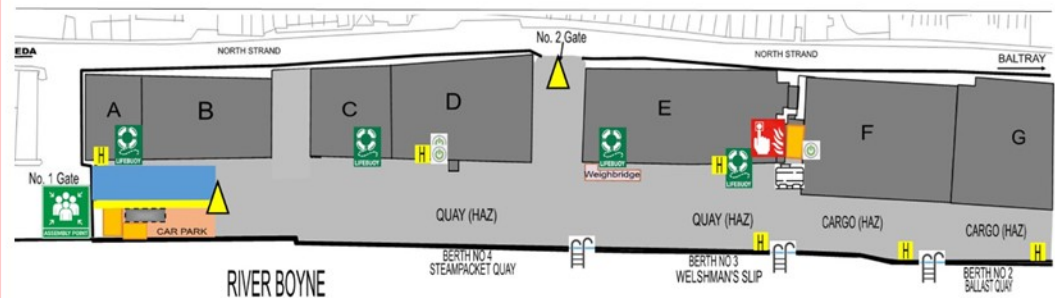 No. 2 Gate
NORTH STRAND
NORTH STRAND
EDA
BALTRAY
A
B
C
D
E
F
G
H
LIFEBUOY
LIFEBUOY
H
LIFEBUOY
H
LIFEBUOY
Weighbridge
No. 1 Gate
ASSEMBLY POINT
CAR PARK
QUAY (HAZ)
QUAY (HAZ)
CARGO (HAZ)
CARGO (HAZ)
H
H
H
BERTH NO 4
STEAMPACKET QUAY
BERTH NO 3
WELSHMAN'S SLIP
BERTH NO 2
BALLAST QUAY
RIVER BOYNE